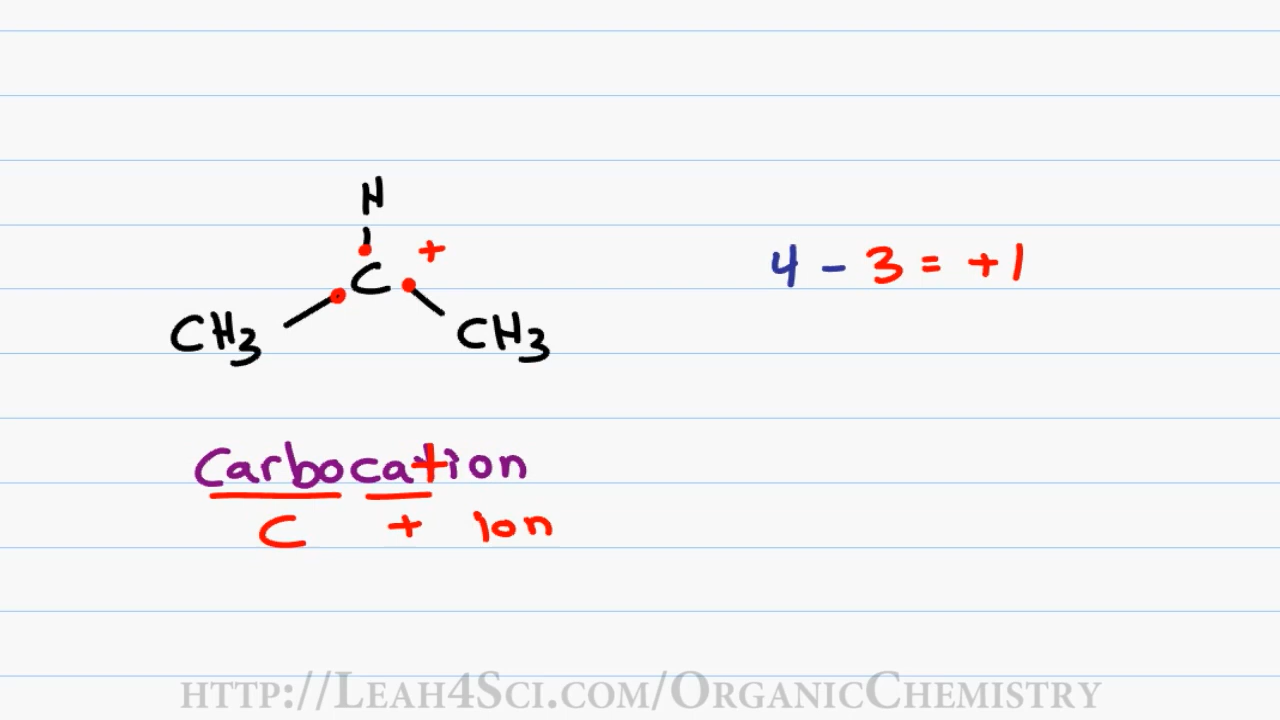 H
C +
CH3 CH3
4 - 3 = +1
Carbocation
C + ion
HTTP://LEAH4SCI.COM/ORGANICCHEMISTRY